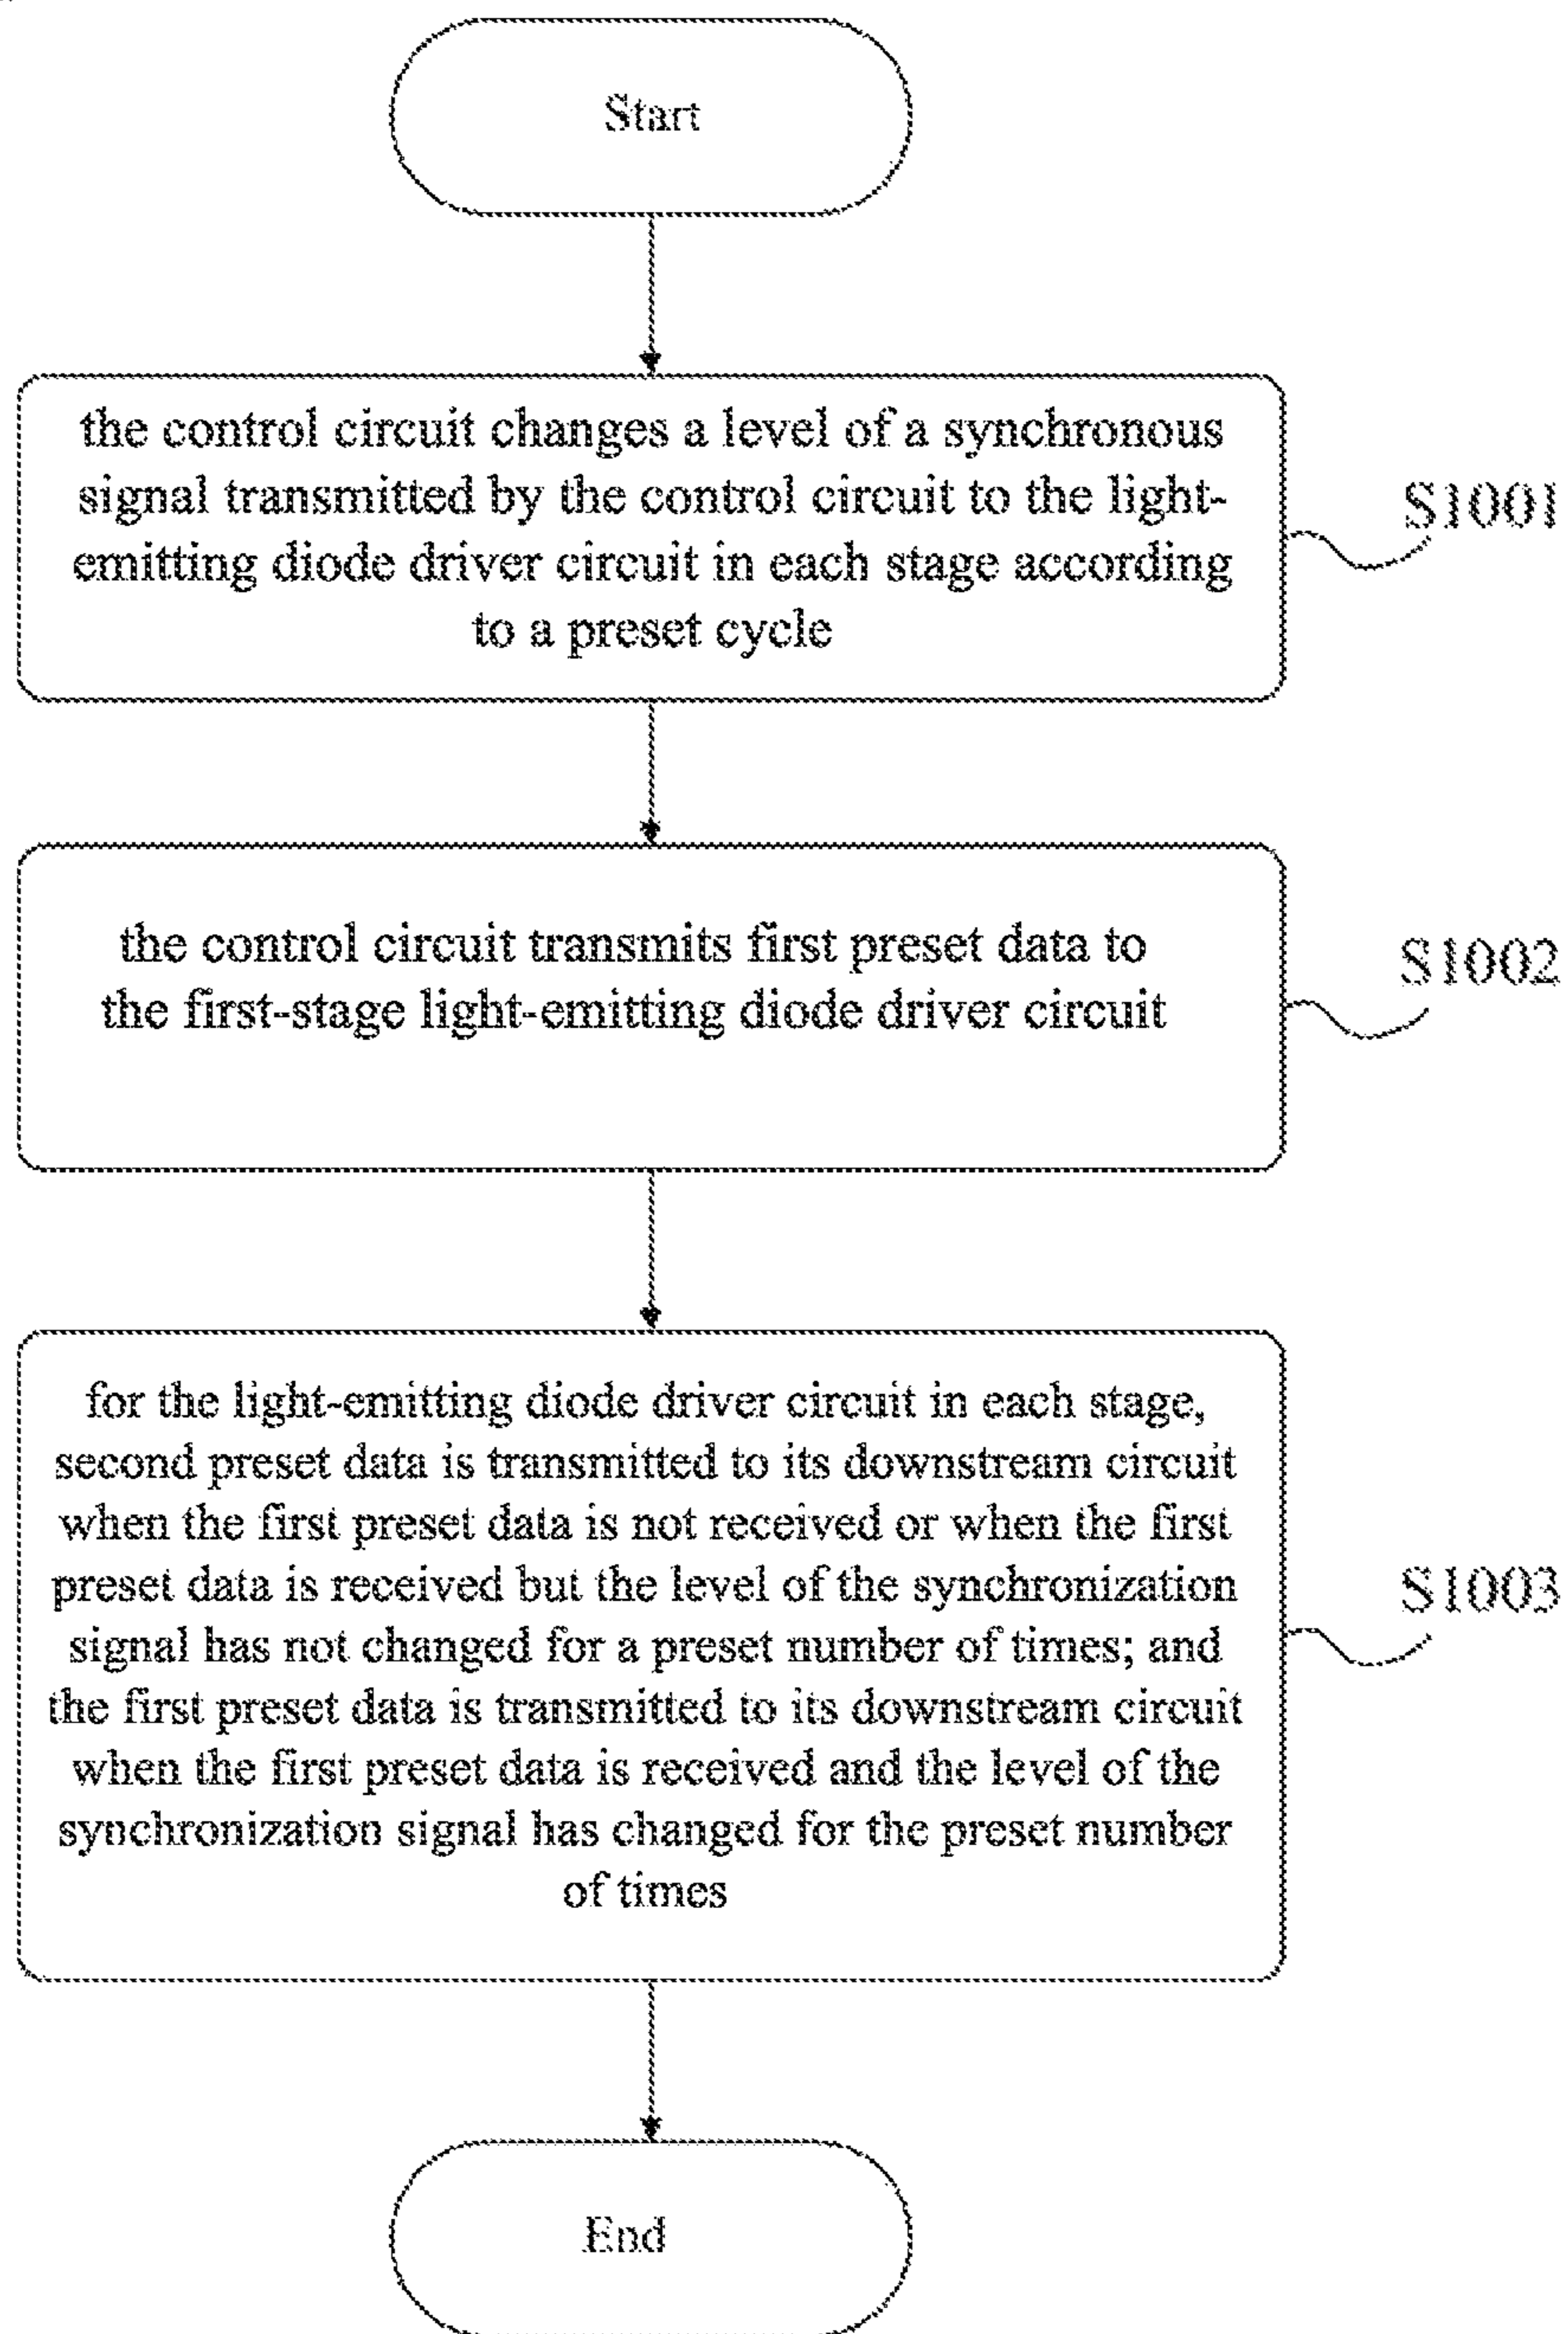 Start
the control circuit changes a level of a synchronous
signal transmitted by the control circuit to the light-
emitting diode driver circuit in each stage according
to a preset cycle
S1001
the control circuit transmits first preset data to
the first-stage light-emitting diode driver circuit
S1002
for the light-emitting diode driver circuit in each stage,
second preset data is transmitted to its downstream circuit
when the first preset data is not received or when the first
preset data is received but the level of the synchronization
signal has not changed for a preset number of times; and
the first preset data is transmitted to its downstream circuit
when the first preset data is received and the level of the
synchronization signal has changed for the preset number
of times
S1003
End